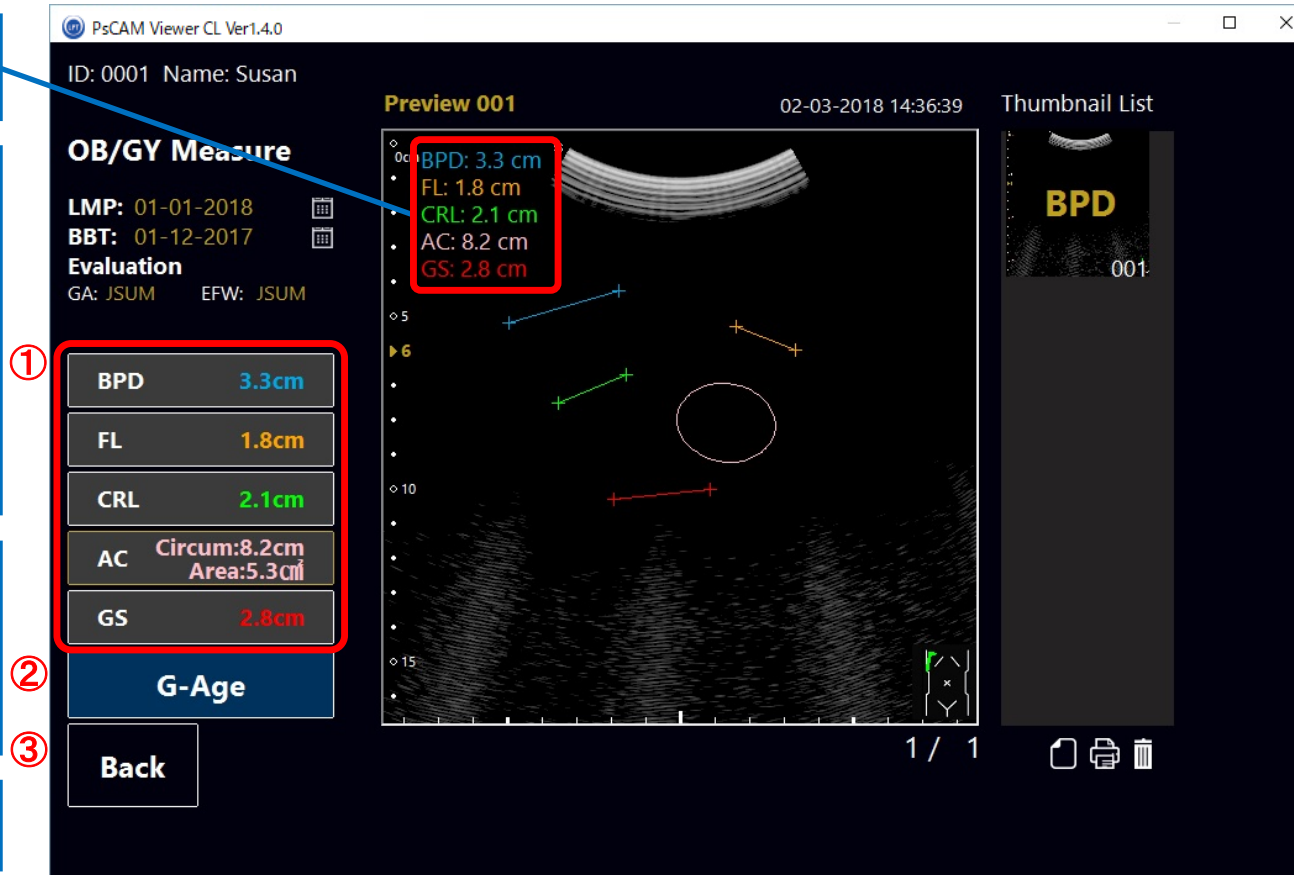 PsCAM Viewer CL Ver1.4.0
ID: 0001 Name: Susan
OB/GY Measure
LMP: 01-01-2018
BBT: 01-12-2017
Evaluation
GA: JSUM EFW: JSUM
①
BPD 3.3cm
FL 1.8cm
CRL 2.1cm
AC Circum:8.2cm
Area:5.3c㎡
GS 2.8cm
②
G-Age
③
Back
Preview 001
02-03-2018 14:36:39
0cm
BPD: 3.3 cm
FL: 1.8 cm
CRL: 2.1 cm
AC: 8.2 cm
GS: 2.8 cm
5
6
10
15
1 / 1
Thumbnail List
BPD
001